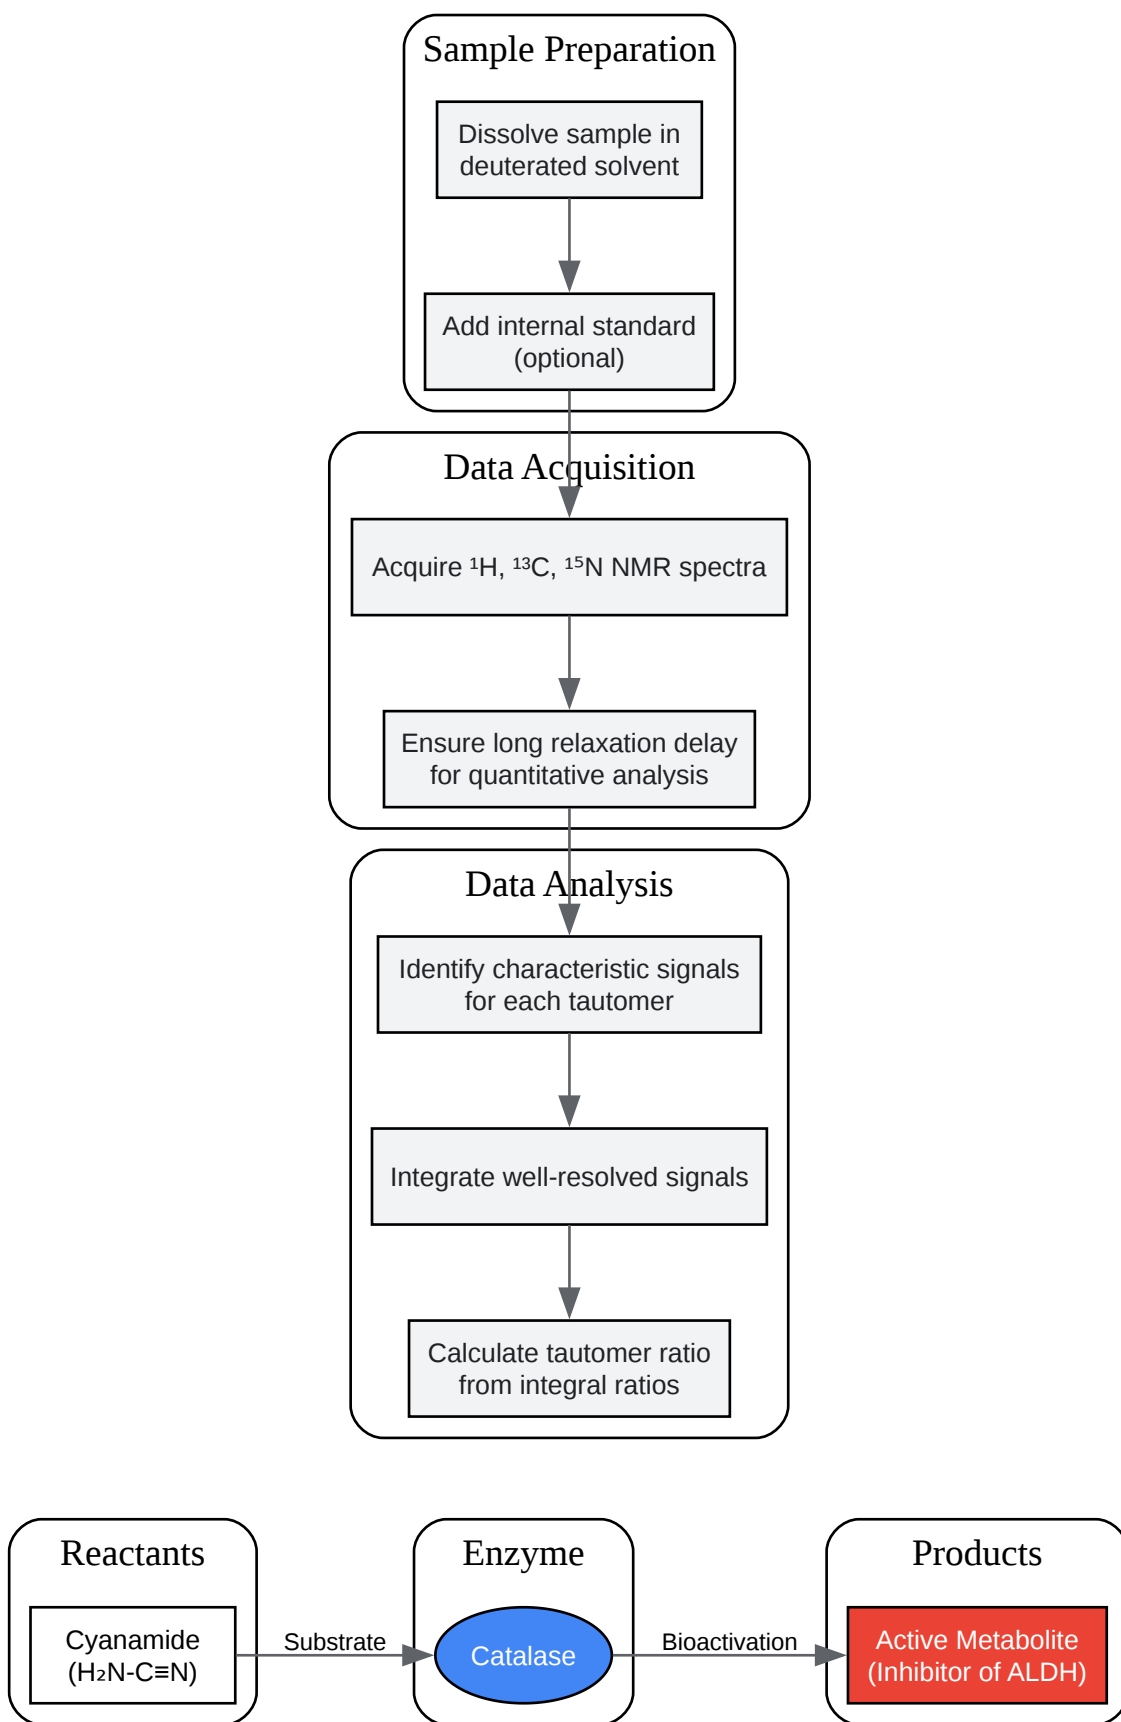 Sample Preparation
Dissolve sample in
deuterated solvent
Add internal standard
(optional)
Data Acquisition
Acquire ¹H, ¹³C, ¹⁵N NMR spectra
Ensure long relaxation delay
for quantitative analysis
Data Analysis
Identify characteristic signals
for each tautomer
Integrate well-resolved signals
Calculate tautomer ratio
from integral ratios
Reactants
Cyanamide
(H₂N-C≡N)
Substrate
Enzyme
Catalase
Bioactivation
Products
Active Metabolite
(Inhibitor of ALDH)